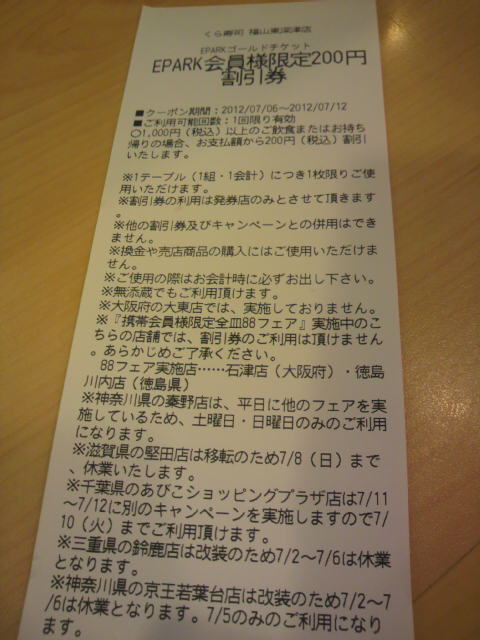 くら寿司 福山東深津店
EPARKゴールドチケット
EPARK会員様限定200円
割引券
■クーポン期間：2012/07/06～2012/07/12
■ご利用可能回数：1回限り有効
○1,000円（税込）以上のご飲食またはお持ち
帰りの場合、お支払額から200円（税込）割引
いたします。
※1テーブル（1組・1会計）につき1枚限りご使
用いただけます。
※割引券の利用は発券店のみとさせて頂きます
。
※他の割引券及びキャンペーンとの併用はでき
ません。
※換金や売店商品の購入にはご使用いただけま
せん。
※ご使用の際はお会計時に必ずお出し下さい。
※無添蔵でもご利用頂けます。
※大阪府の大東店では、実施しておりません。
※『携帯会員様限定全皿88フェア』実施中のこ
ちらの店舗では、割引券のご利用は頂けません
。あらかじめご了承ください。
88フェア実施店……石津店（大阪府）・徳島
川内店（徳島県）
※神奈川県の秦野店は、平日に他のフェアを実
施しているため、土曜日・日曜日のみのご利用
になります。
※滋賀県の堅田店は移転のため7/8（日）まで
、休業いたします。
※千葉県のあびこショッピングプラザ店は7/11
～7/12に別のキャンペーンを実施しますので7/
10（火）までご利用頂けます。
※三重県の鈴鹿店は改装のため7/2～7/6は休業
となります。
※神奈川県の京王若葉台店は改装のため7/2～7
/6は休業となります。7/5のみのご利用になり
ます。